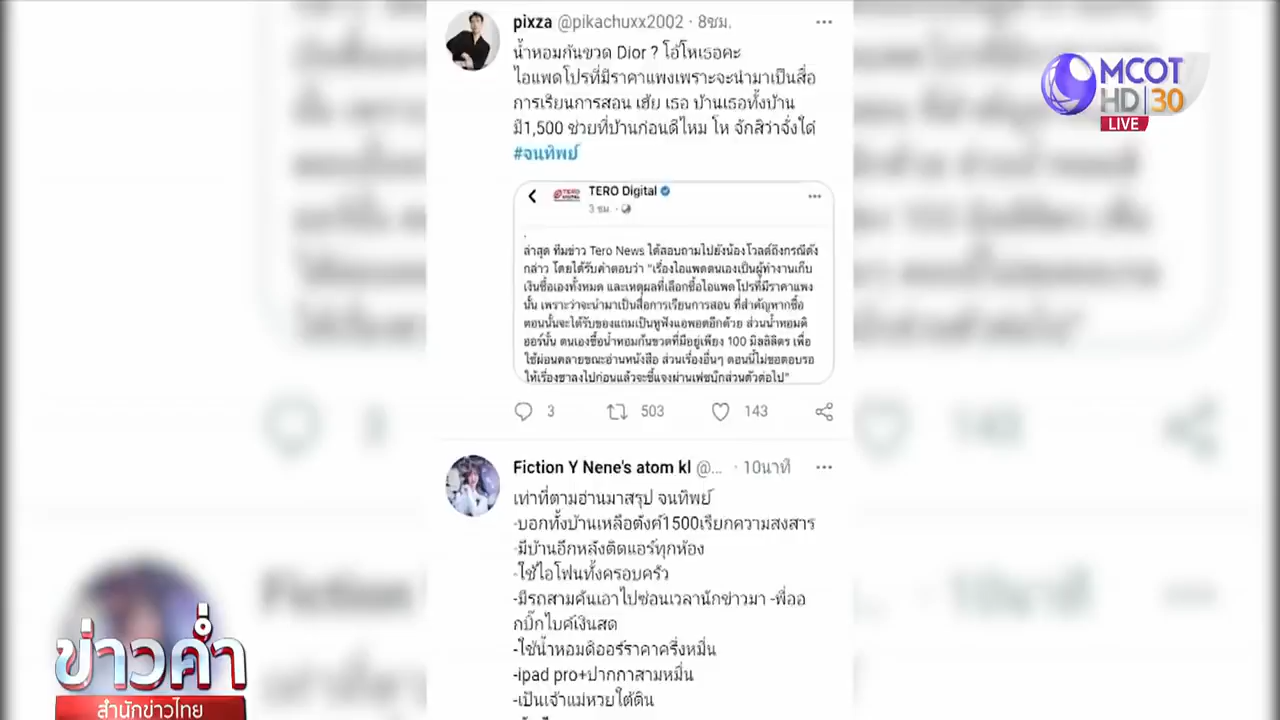 pixza @pikachuxx2002 · 8ชม.
น้ำหอมกันขวด Dior ? โอ้โหเธอคะ
ไอแพดโปรที่มีราคาแพงเพราะจะนำมาเป็นสื่อ
การเรียนการสอน เฮ้ย เธอ บ้านเธอทั้งบ้าน
มี1,500 ช่วยที่บ้านก่อนดีไหม โห จักสิว่าจั่งใด๋
#จนทิพย์
TERO Digital
3 ชม. ·
.
ล่าสุด ทีมข่าว Tero News ได้สอบถามไปยังน้องโวลต์ถึงกรณีดัง
กล่าว โดยได้รับคำตอบว่า "เรื่องไอแพดตนเองเป็นผู้ทำงานเก็บ
เงินซื้อเองทั้งหมด และเหตุผลที่เลือกซื้อไอแพดโปรที่มีราคาแพง
นั้น เพราะว่าจะนำมาเป็นสื่อการเรียนการสอน ที่สำคัญหากซื้อ
ตอนนั้นจะได้รับของแถมเป็นหูฟังแอพอดอีกด้วย ส่วนน้ำหอมดิ
ออร์นั้น ตนเองซื้อน้ำหอมกันขวดที่มีอยู่เพียง 100 มิลลิลิตร เพื่อ
ใช้ผ่อนคลายขณะอ่านหนังสือ ส่วนเรื่องอื่นๆ ตอนนี้ไม่ขอตอบรอ
ให้เรื่องซาลงไปก่อนแล้วจะชี้แจงผ่านเฟซบุ๊กส่วนตัวต่อไป"
3 503 143
Fiction Y Nene's atom kl @... · 10นาที
เท่าที่ตามอ่านมาสรุป จนทิพย์
-บอกทั้งบ้านเหลือตังค์1500เรียกความสงสาร
-มีบ้านอีกหลังติดแอร์ทุกห้อง
-ใช้ไอโฟนทั้งครอบครัว
-มีรถสามคันเอาไปซ่อนเวลานักข่าวมา -พี่ออ
กบิ๊กไบค์เงินสด
-ใช้น้ำหอมดิออร์ราคาครึ่งหมื่น
-ipad pro+ปากกาสามหมื่น
-เป็นเจ้าแม่หวยใต้ดิน
MCOT
HD 30
LIVE
ข่าวค่ำ
สำนักข่าวไทย